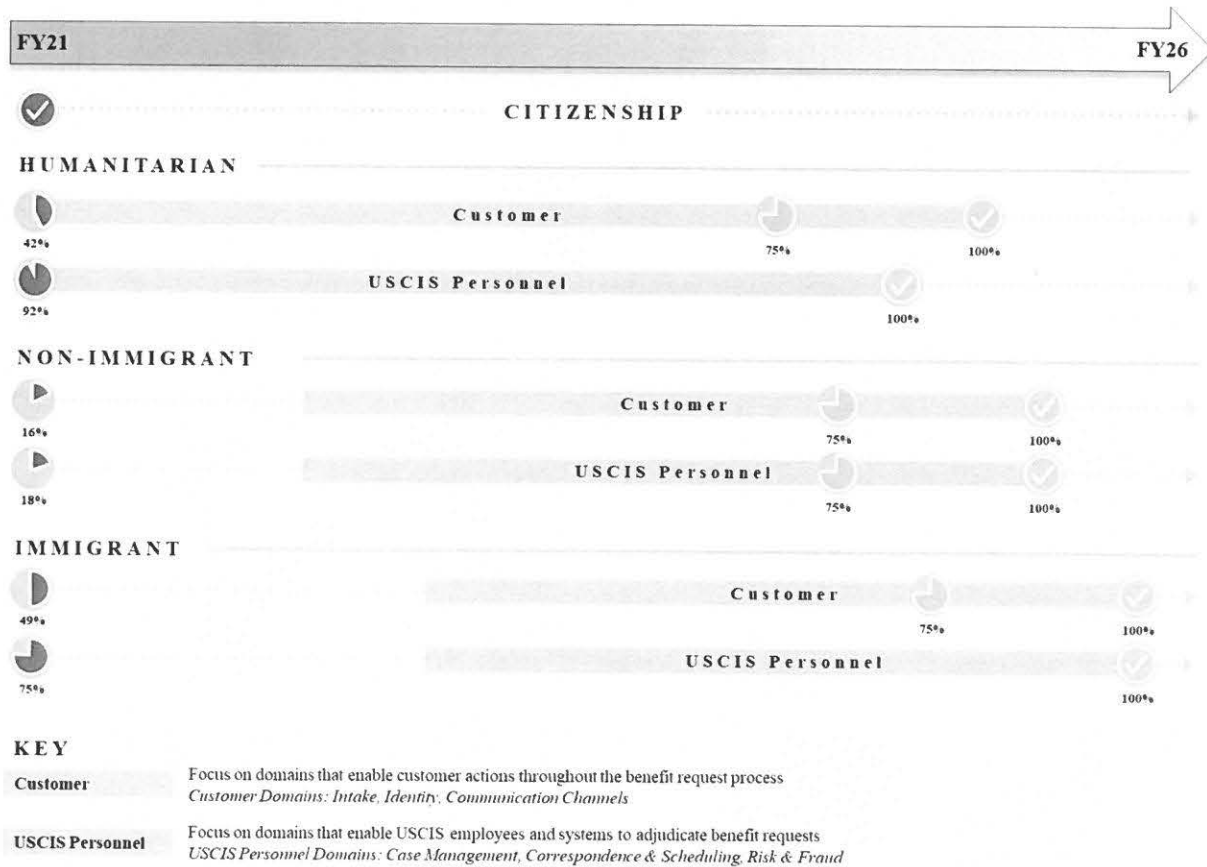 FY21
FY26
CITIZENSHIP
HUMANITARIAN
Customer
42%
75%
100%
USCIS Personnel
92%
100%
NON-IMMIGRANT
Customer
16%
75%
100%
USCIS Personnel
18%
75%
100%
IMMIGRANT
Customer
49%
75%
100%
USCIS Personnel
75%
100%
KEY
Customer
Focus on domains that enable customer actions throughout the benefit request process
Customer Domains: Intake, Identity, Communication Channels
USCIS Personnel
Focus on domains that enable USCIS employees and systems to adjudicate benefit requests
USCIS Personnel Domains: Case Management, Correspondence & Scheduling, Risk & Fraud